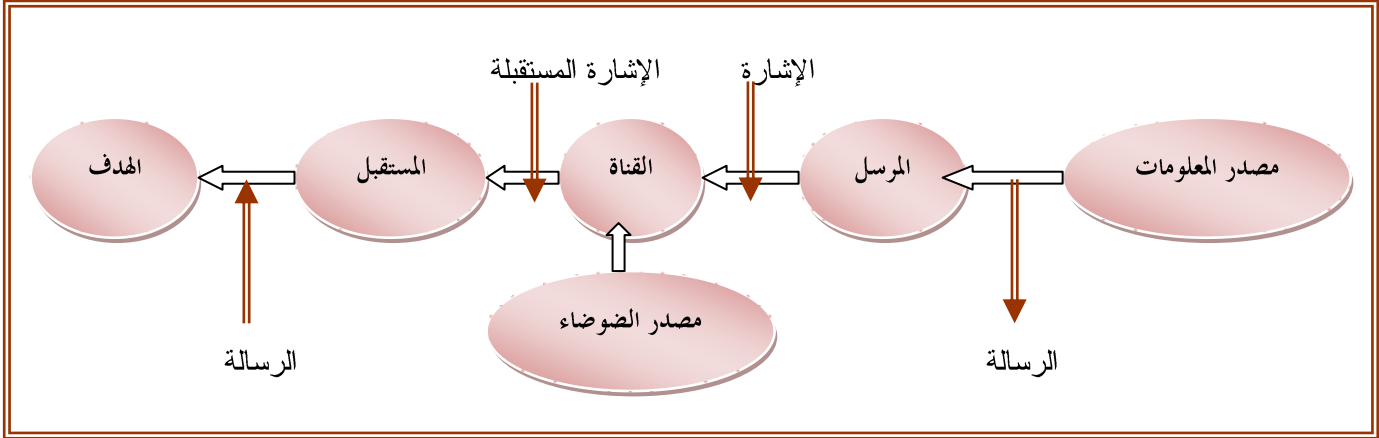 الإشارة الإشارة المستقبلة
مصدر المعلومات المرسل القناة المستقبل الهدف
مصدر الضوضاء
الرسالة الرسالة